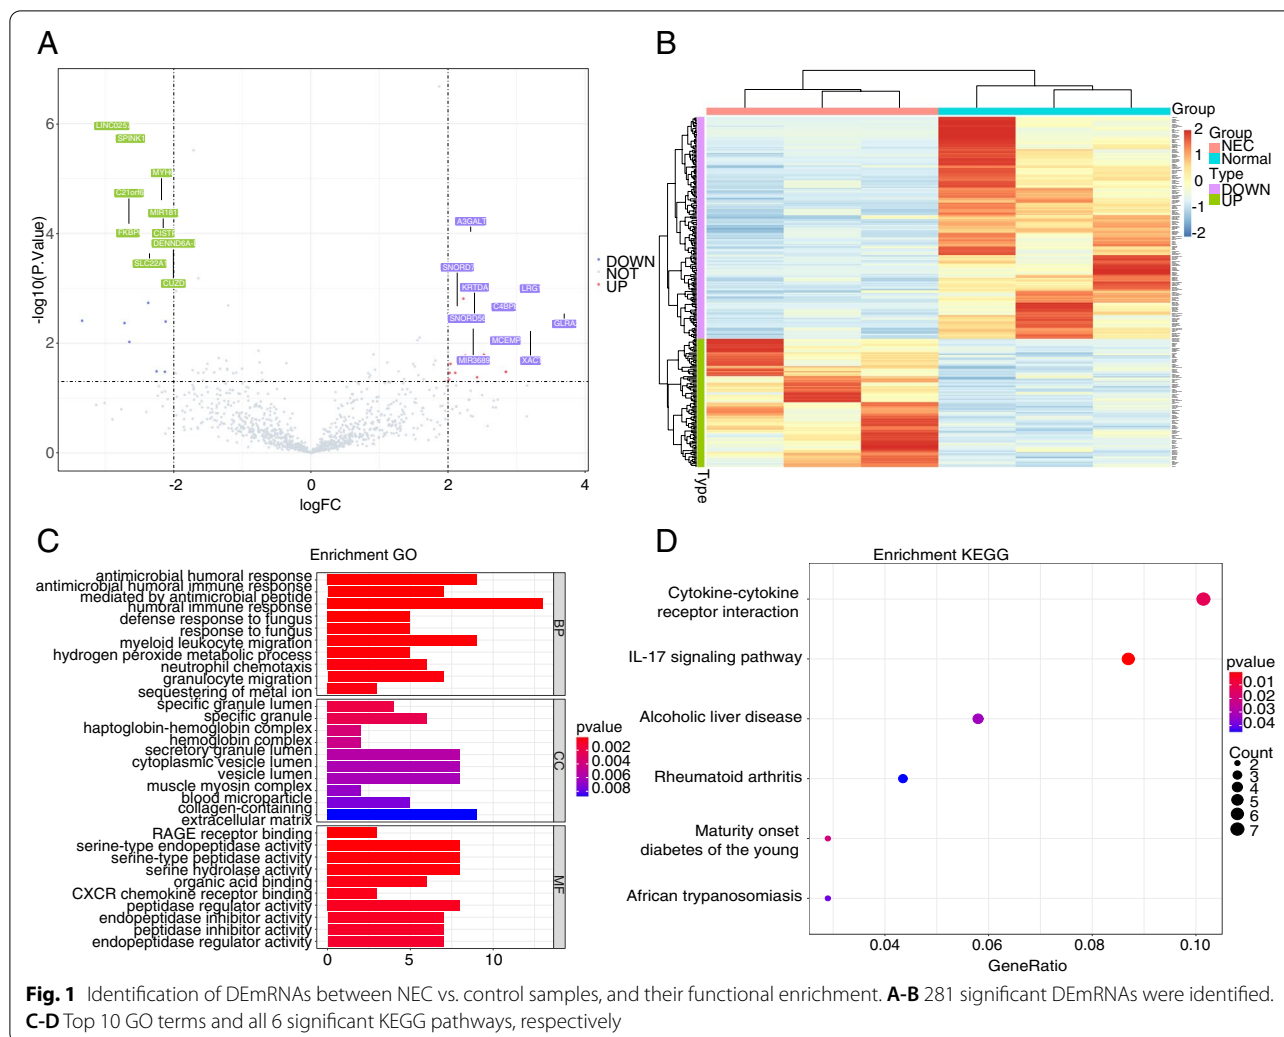 A
6
4
2
0
-log10(P.Value)
-2
0
2
4
logFC
SPINK1
MYH
C21orf8
MIR181
FKBP
CIST
DENND6A-
SLC22A1
CUZD
A3GALT
SNORD7
KRTDA
LRG
C4BP
SNORD56
GLRA
MCEMP
MIR3689
XAC
DOWN
NOT
UP
B
Group
2
1
0
-1
-2
Group
NEC
Normal
Type
DOWN
UP
Type
C
Enrichment GO
antimicrobial humoral response
antimicrobial humoral immune response
mediated by antimicrobial peptide
humoral immune response
defense response to fungus
response to fungus
myeloid leukocyte migration
hydrogen peroxide metabolic process
neutrophil chemotaxis
granulocyte migration
sequestering of metal ion
specific granule lumen
specific granule
haptoglobin-hemoglobin complex
hemoglobin complex
secretory granule lumen
cytoplasmic vesicle lumen
vesicle lumen
muscle myosin complex
blood microparticle
collagen-containing
extracellular matrix
RAGE receptor binding
serine-type endopeptidase activity
serine-type peptidase activity
serine hydrolase activity
organic acid binding
CXCR chemokine receptor binding
peptidase regulator activity
endopeptidase inhibitor activity
peptidase inhibitor activity
endopeptidase regulator activity
0
5
10
BP
CC
MF
pvalue
0.002
0.004
0.006
0.008
D
Enrichment KEGG
Cytokine-cytokine
receptor interaction
IL-17 signaling pathway
Alcoholic liver disease
Rheumatoid arthritis
Maturity onset
diabetes of the young
African trypanosomiasis
0.04
0.06
0.08
0.10
GeneRatio
pvalue
0.01
0.02
0.03
0.04
Count
2
3
4
5
6
7
Fig. 1 Identification of DEmRNAs between NEC vs. control samples, and their functional enrichment. A-B 281 significant DEmRNAs were identified.
C-D Top 10 GO terms and all 6 significant KEGG pathways, respectively